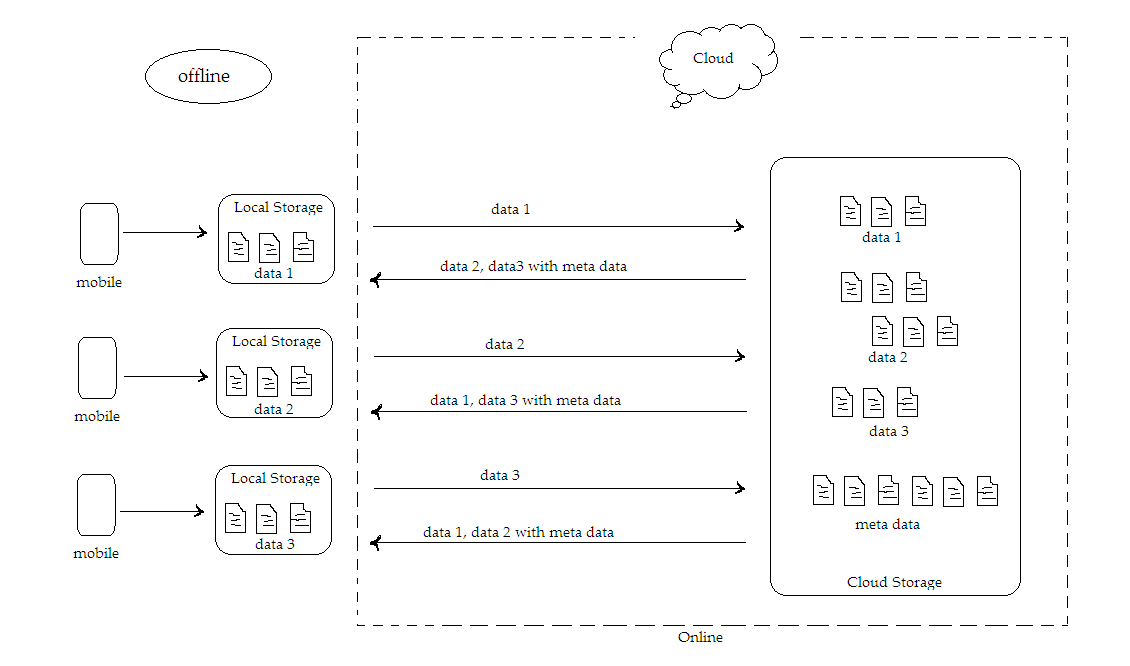 Cloud
offline
Local Storage
data 1
mobile
data 1
data 2, data3 with meta data
data 1
Local Storage
data 2
mobile
data 2
data 1, data 3 with meta data
data 2
data 3
Local Storage
data 3
mobile
data 3
data 1, data 2 with meta data
meta data
Cloud Storage
Online